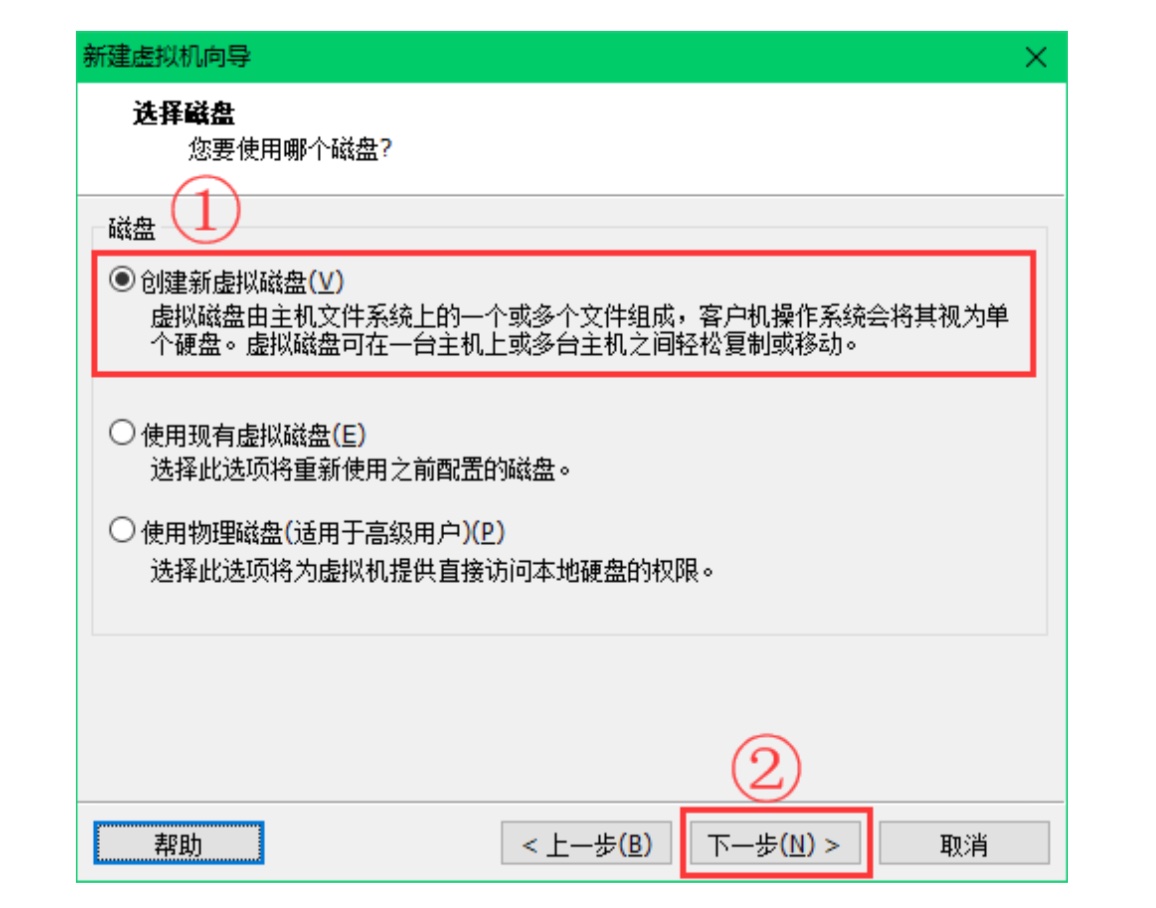 新建虚拟机向导
选择磁盘
您要使用哪个磁盘?
①
磁盘
创建新虚拟磁盘(V)
虚拟磁盘由主机文件系统上的一个或多个文件组成，客户机操作系统会将其视为单
个硬盘。虚拟磁盘可在一台主机上或多台主机之间轻松复制或移动。
使用现有虚拟磁盘(E)
选择此选项将重新使用之前配置的磁盘。
使用物理磁盘(适用于高级用户)(P)
选择此选项将为虚拟机提供直接访问本地硬盘的权限。
②
帮助
< 上一步(B)
下一步(N) >
取消